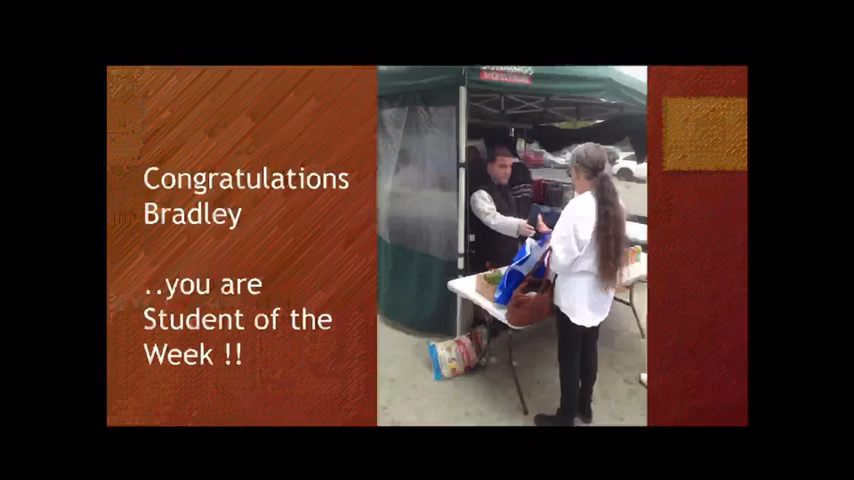 Congratulations
Bradley
..you are
Student of the
Week !!